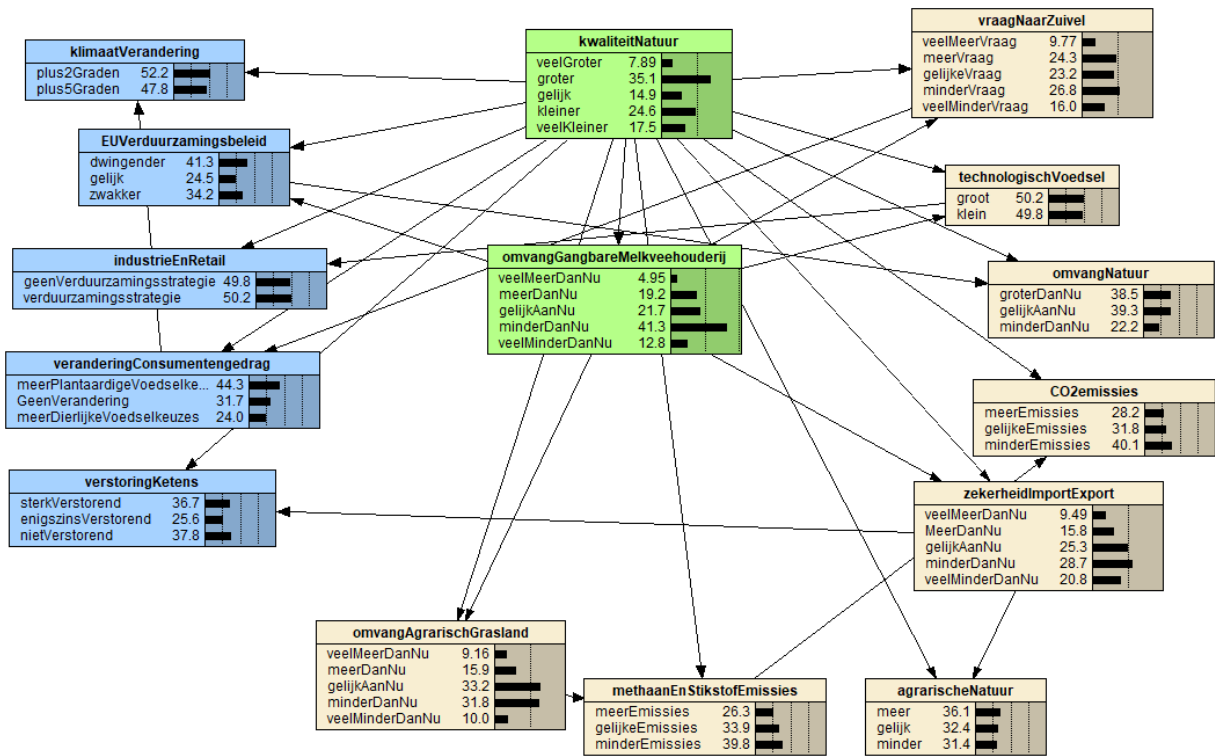 klimaatVerandering
plus2Graden 52.2
plus5Graden 47.8
kwaliteitNatuur
veelGroter 7.89
groter 35.1
gelijk 14.9
kleiner 24.6
veelKleiner 17.5
vraagNaarZuivel
veelMeerVraag 9.77
meerVraag 24.3
gelijkeVraag 23.2
minderVraag 26.8
veelMinderVraag 16.0
EUVerduurzamingsbeleid
dwingender 41.3
gelijk 24.5
zwakker 34.2
technologischVoedsel
groot 50.2
klein 49.8
industrieEnRetail
geenVerduurzamingsstrategie 49.8
verduurzamingsstrategie 50.2
omvangGangbareMelkveehouderij
veelMeerDanNu 4.95
meerDanNu 19.2
gelijkAanNu 21.7
minderDanNu 41.3
veelMinderDanNu 12.8
omvangNatuur
groterDanNu 38.5
gelijkAanNu 39.3
minderDanNu 22.2
veranderingConsumentengedrag
meerPlantaardigeVoedselke... 44.3
GeenVerandering 31.7
meerDierlijkeVoedselkeuzes 24.0
CO2emissies
meerEmissies 28.2
gelijkeEmissies 31.8
minderEmissies 40.1
verstoringKetens
sterkVerstorend 36.7
enigszinsVerstorend 25.6
nietVerstorend 37.8
zekerheidImportExport
veelMeerDanNu 9.49
MeerDanNu 15.8
gelijkAanNu 25.3
minderDanNu 28.7
veelMinderDanNu 20.8
omvangAgrarischGrasland
veelMeerDanNu 9.16
meerDanNu 15.9
gelijkAanNu 33.2
minderDanNu 31.8
veelMinderDanNu 10.0
methaanEnStikstofEmissies
meerEmissies 26.3
gelijkeEmissies 33.9
minderEmissies 39.8
agrarischeNatuur
meer 36.1
gelijk 32.4
minder 31.4